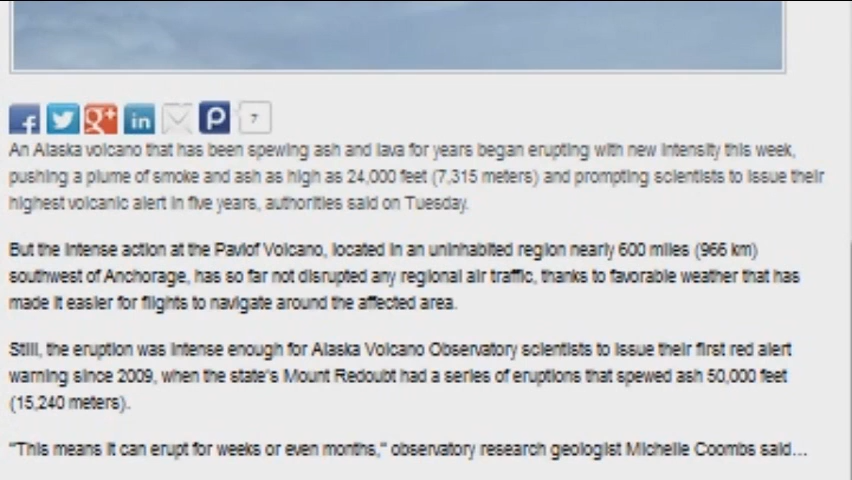 f
g+
in
P
7
An Alaska volcano that has been spewing ash and lava for years began erupting with new intensity this week,
pushing a plume of smoke and ash as high as 24,000 feet (7,315 meters) and prompting scientists to issue their
highest volcanic alert in five years, authorities said on Tuesday.
But the intense action at the Pavlof Volcano, located in an uninhabited region nearly 600 miles (966 km)
southwest of Anchorage, has so far not disrupted any regional air traffic, thanks to favorable weather that has
made it easier for flights to navigate around the affected area.
Still, the eruption was intense enough for Alaska Volcano Observatory scientists to issue their first red alert
warning since 2009, when the state's Mount Redoubt had a series of eruptions that spewed ash 50,000 feet
(15,240 meters).
"This means it can erupt for weeks or even months," observatory research geologist Michelle Coombs said...